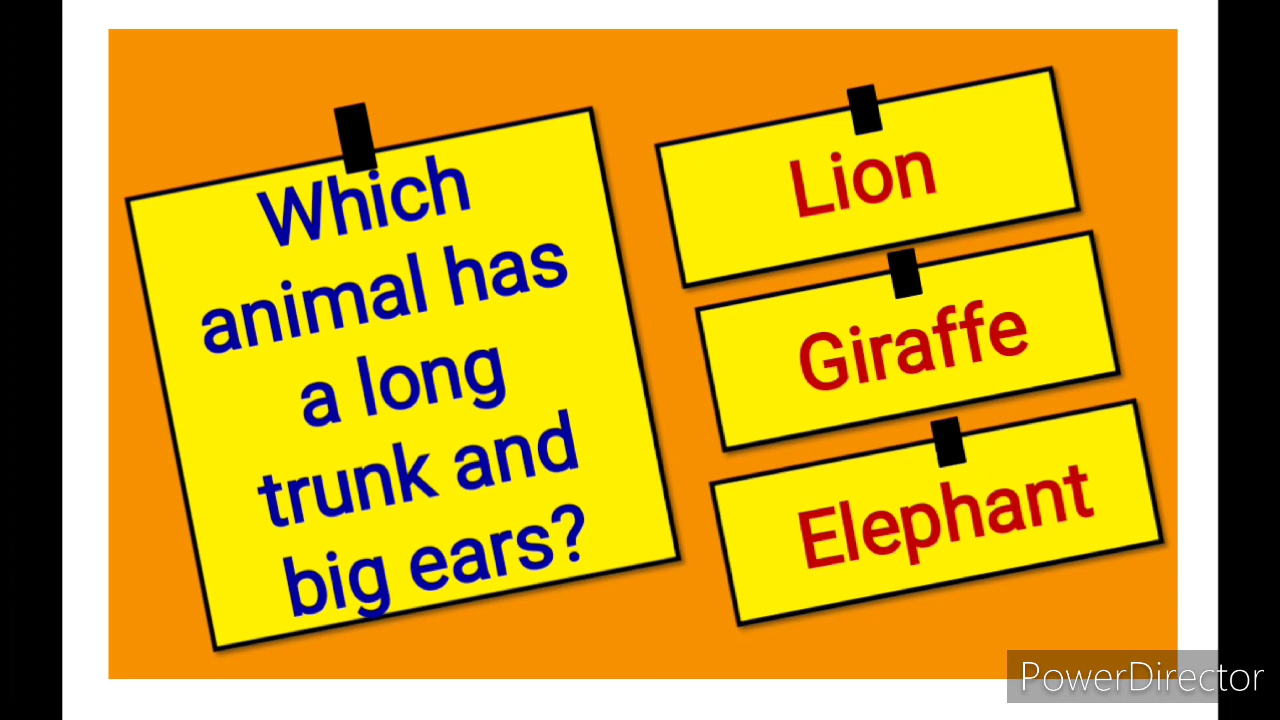 Which
animal has
a long
trunk and
big ears?
Lion
Giraffe
Elephant
PowerDirector